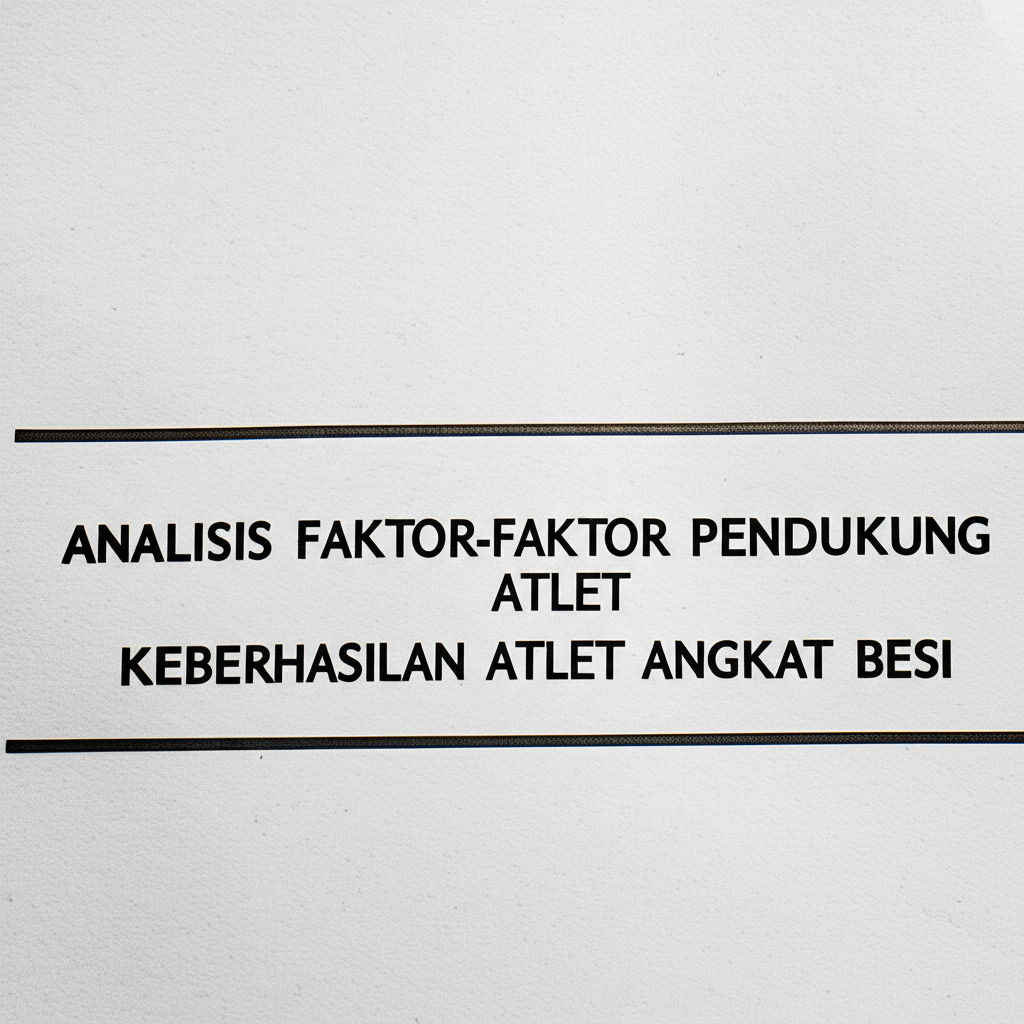 ANALISIS FAKTOR-FAKTOR PENDUKUNG
ATLET
KEBERHASILAN ATLET ANGKAT BESI